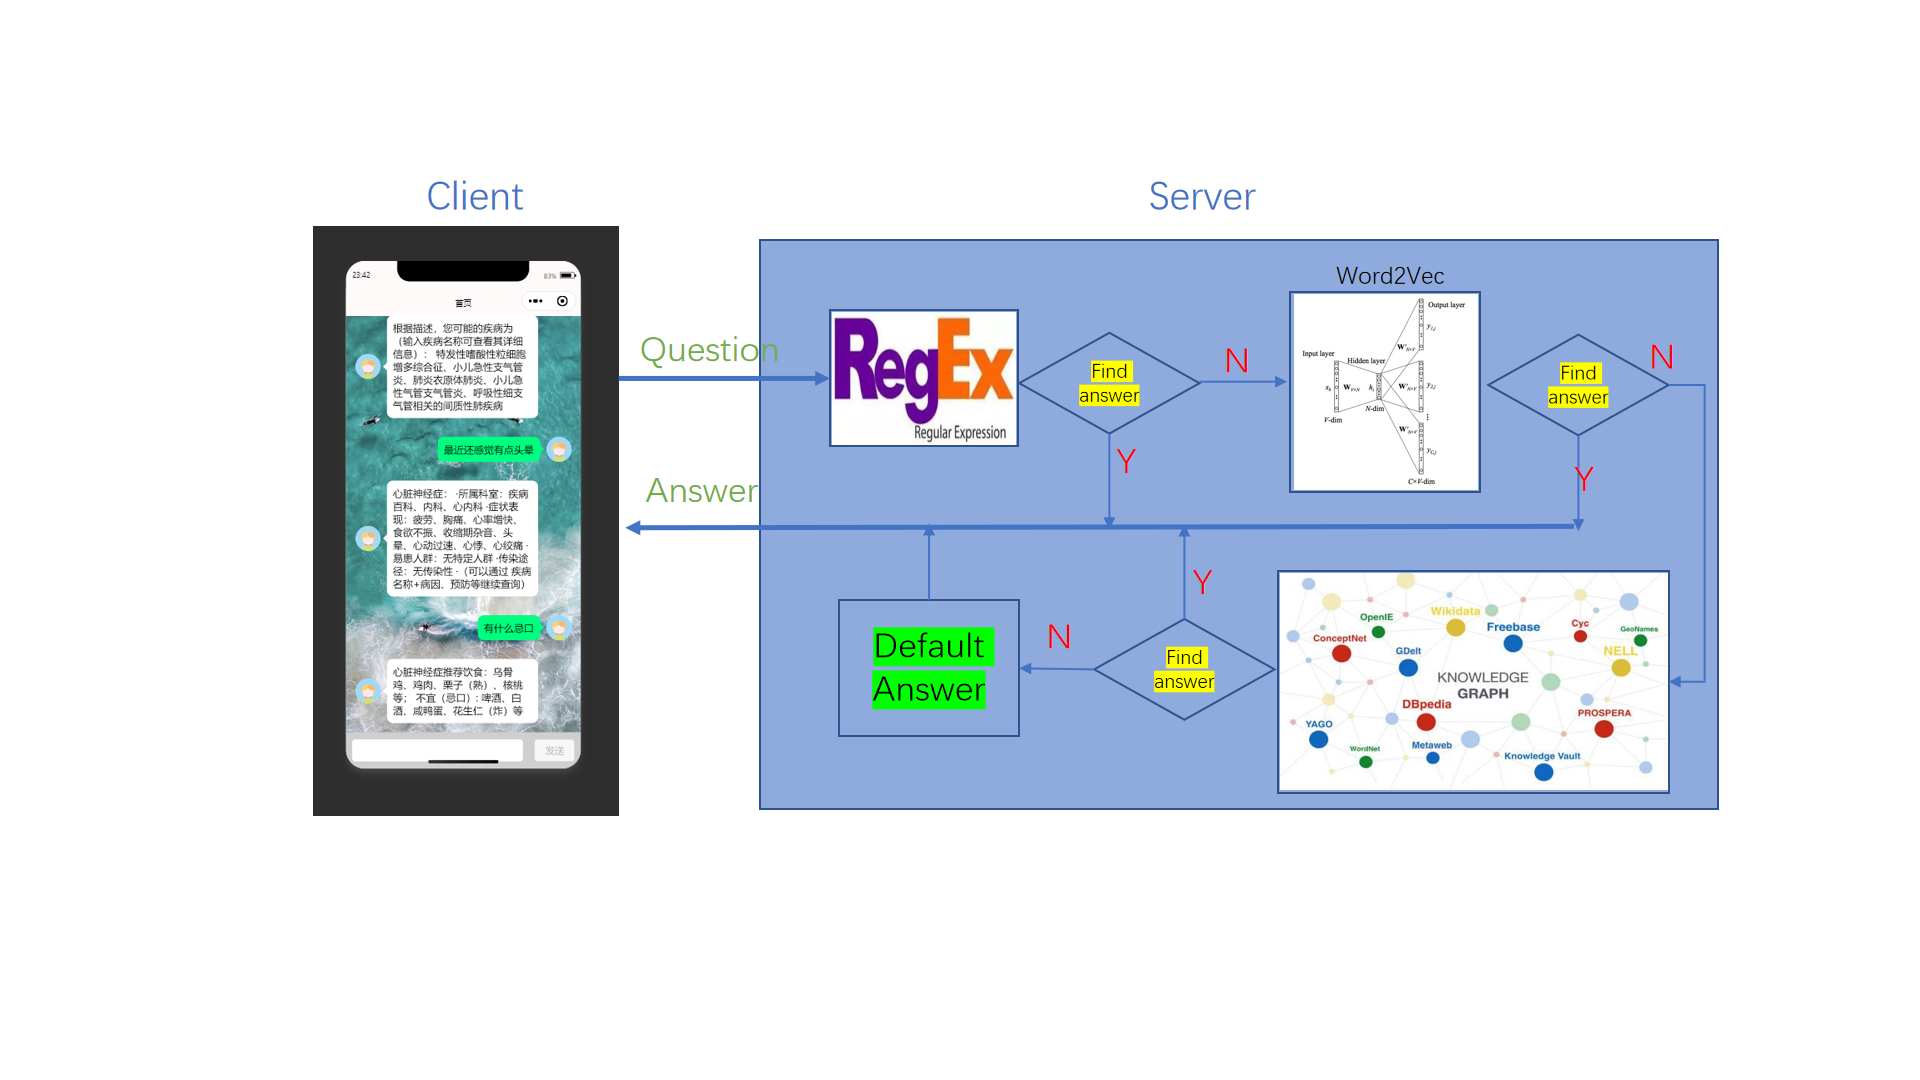 Client
Server
23:42
83%
首页
根据描述，您可能的疾病为
（输入疾病名称可查看其详细
信息）： 特发性嗜酸性粒细胞
增多综合征、小儿急性支气管
炎、肺炎衣原体肺炎、小儿急
性气管支气管炎、呼吸性细支
气管相关的间质性肺疾病
最近还感觉有点头晕
心脏神经症： ·所属科室：疾病
百科、内科、心内科 ·症状表
现：疲劳、胸痛、心率增快、
食欲不振、收缩期杂音、头
晕、心动过速、心悸、心绞痛 ·
易患人群：无特定人群 ·传染途
径：无传染性 ·（可以通过 疾病
名称+病因、预防等继续查询）
有什么忌口
心脏神经症推荐饮食：乌骨
鸡、鸡肉、栗子（熟）、核桃
等； 不宜（忌口）: 啤酒、白
酒、咸鸭蛋、花生仁（炸）等
发送
Question
Answer
RegEx
Regular Expression
Find
answer
N
Y
Word2Vec
Output layer
Input layer
Hidden layer
N-dim
V-dim
C×V-dim
Find
answer
N
Y
Default
Answer
N
Find
answer
Y
OpenIE
Wikidata
Freebase
Cyc
GeoNames
ConceptNet
GDelt
NELL
KNOWLEDGE
GRAPH
DBpedia
PROSPERA
YAGO
WordNet
Metaweb
Knowledge Vault